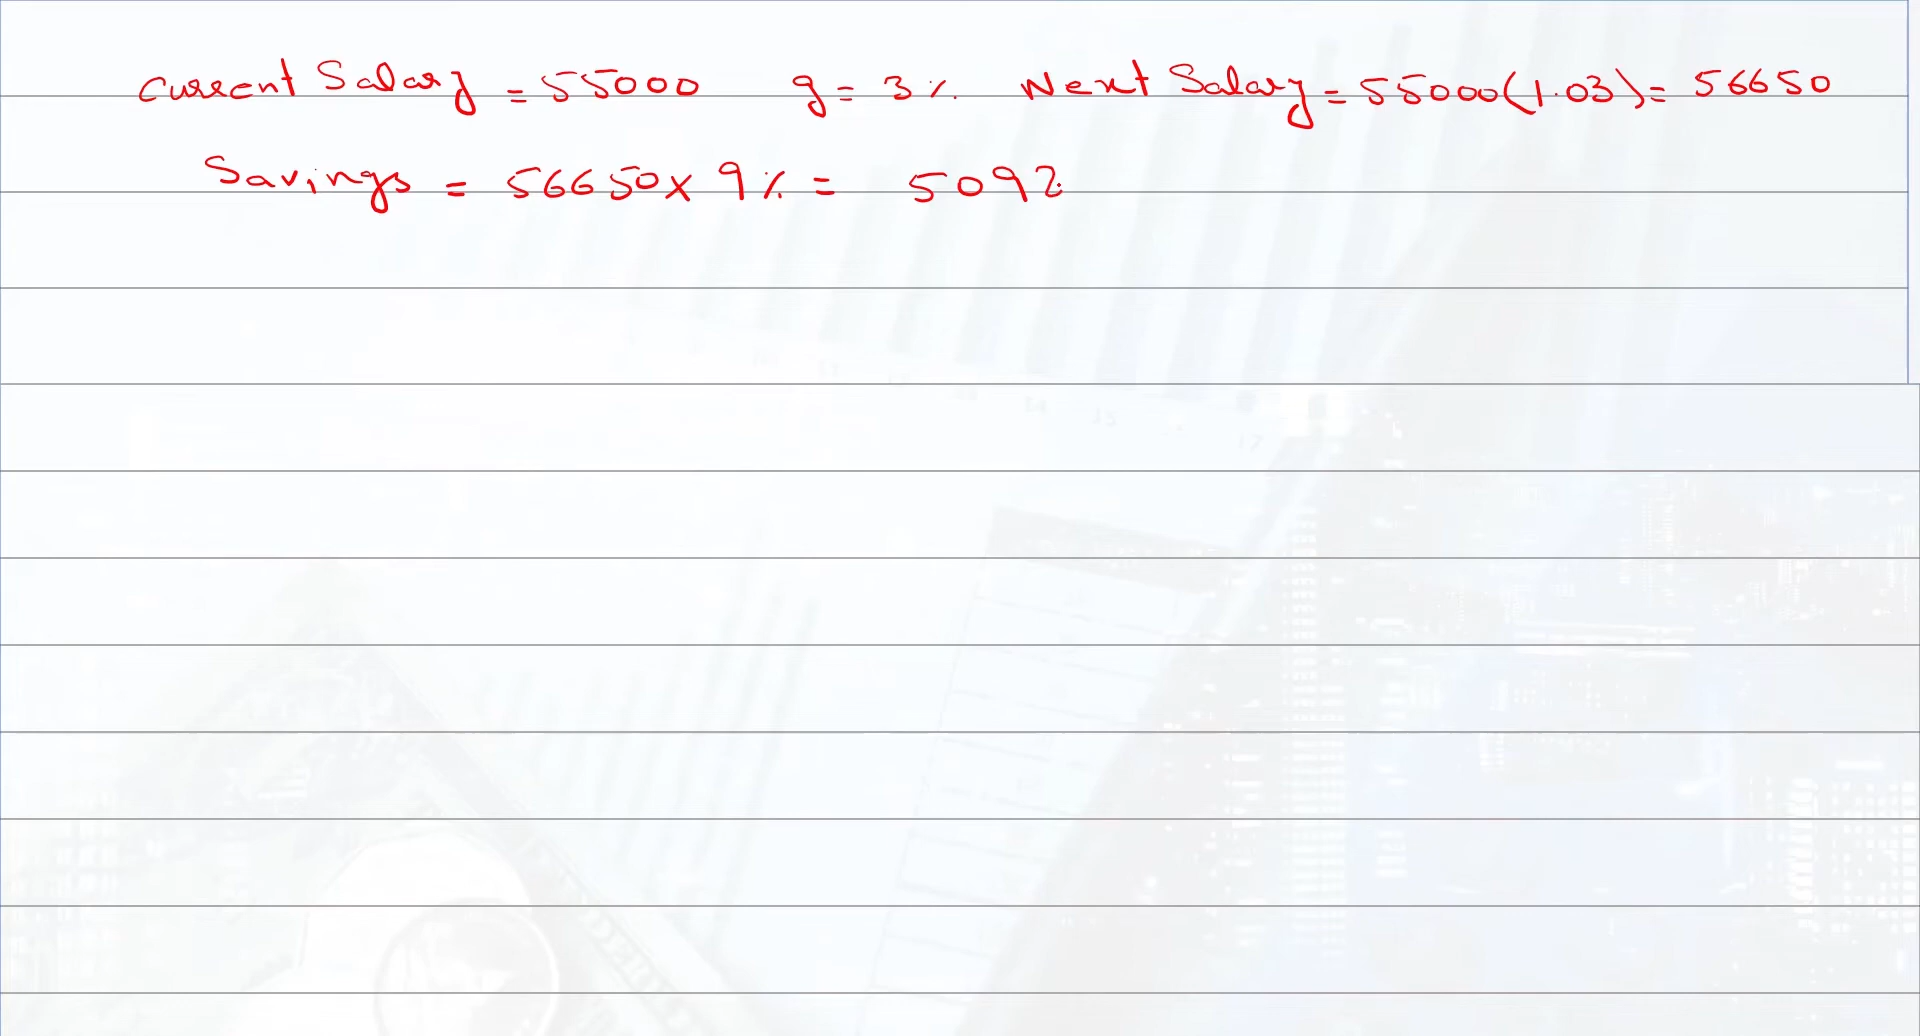 Current Salary = 55000 g = 3% Next Salary = 55000(1.03) = 56650
Savings = 56650 x 9% = 5092